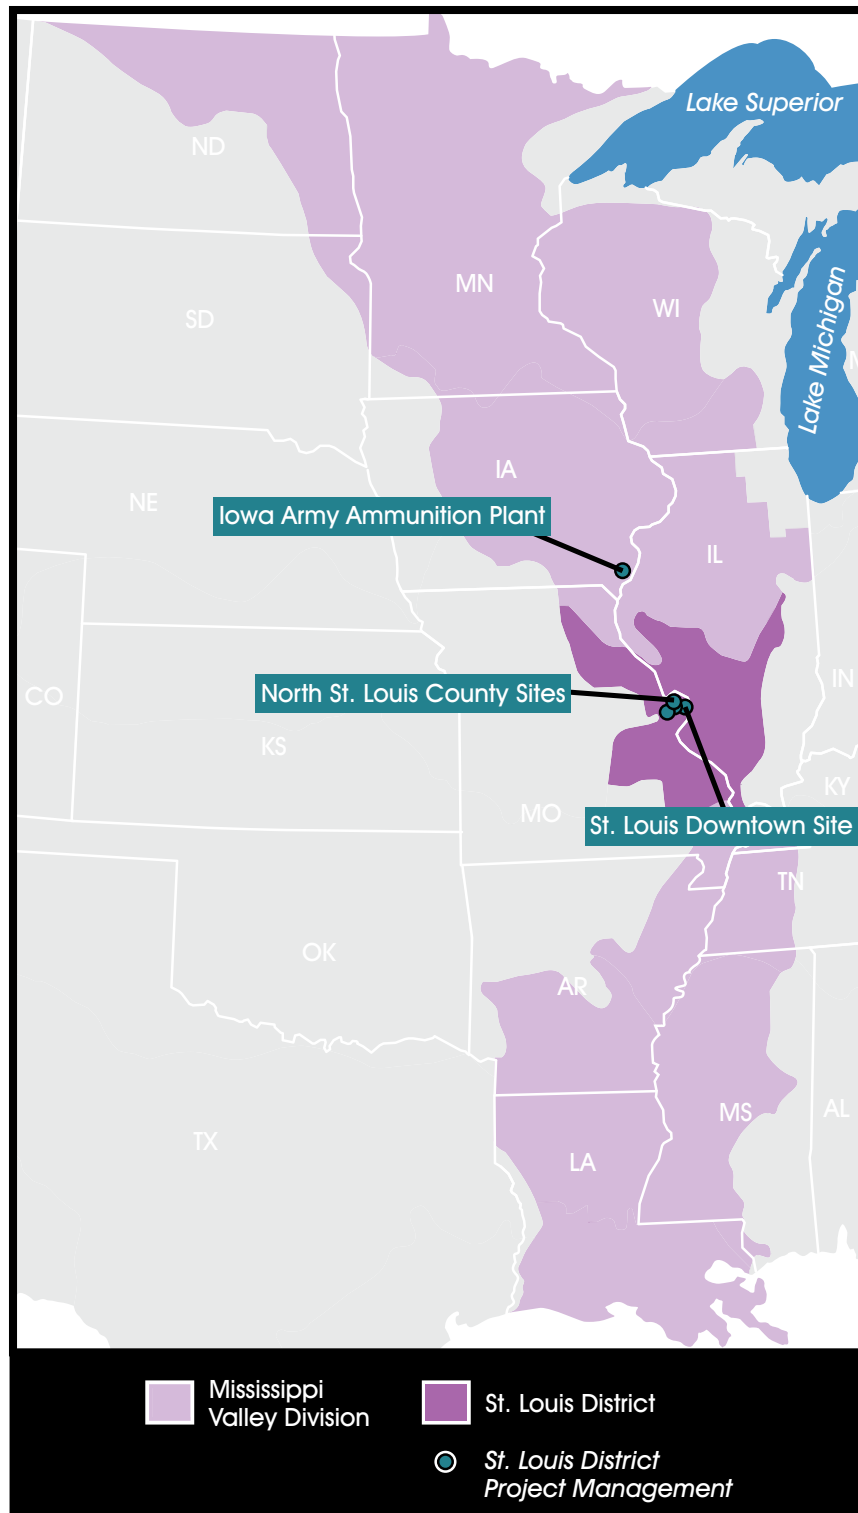 Lake Superior
ND
MN
SD
WI
Lake Michigan
M
IA
NE
Iowa Army Ammunition Plant
IL
CO
North St. Louis County Sites
IN
KS
KY
MO
St. Louis Downtown Site
TN
OK
AR
MS
AL
TX
LA
Mississippi
Valley Division
St. Louis District
St. Louis District
Project Management